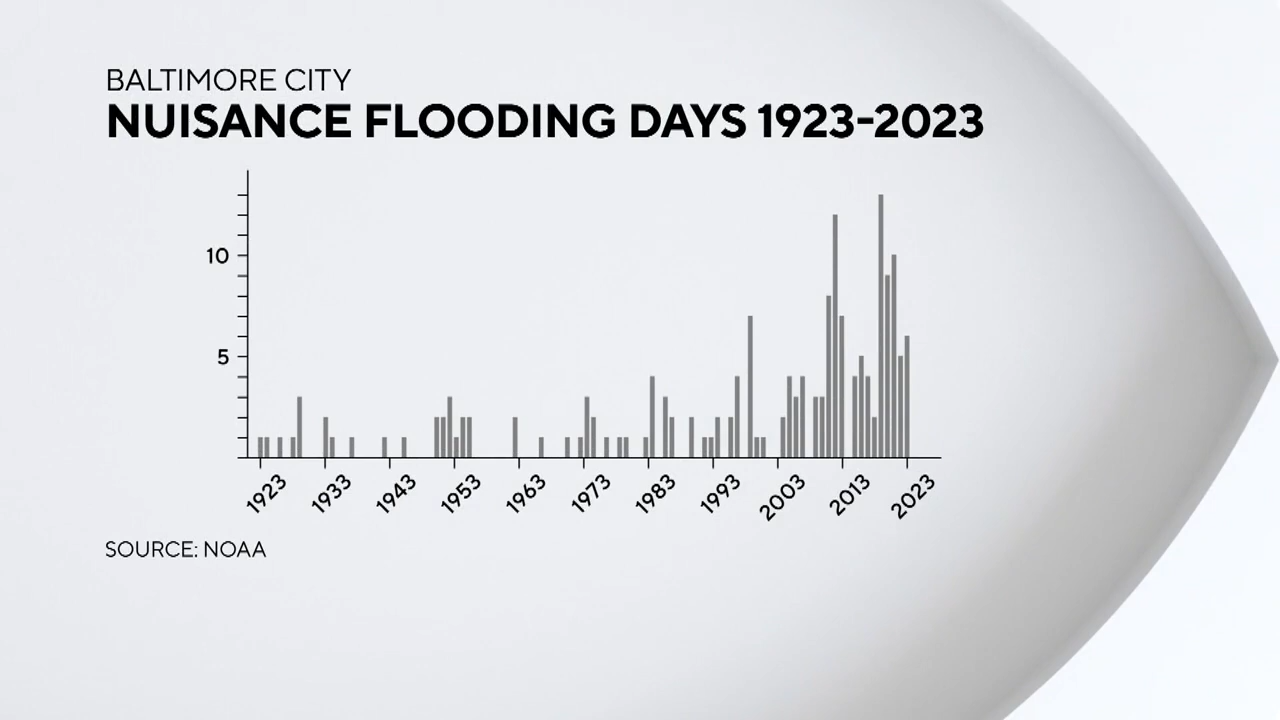 BALTIMORE CITY
NUISANCE FLOODING DAYS 1923-2023
10
5
1923 1933 1943 1953 1963 1973 1983 1993 2003 2013 2023
SOURCE: NOAA